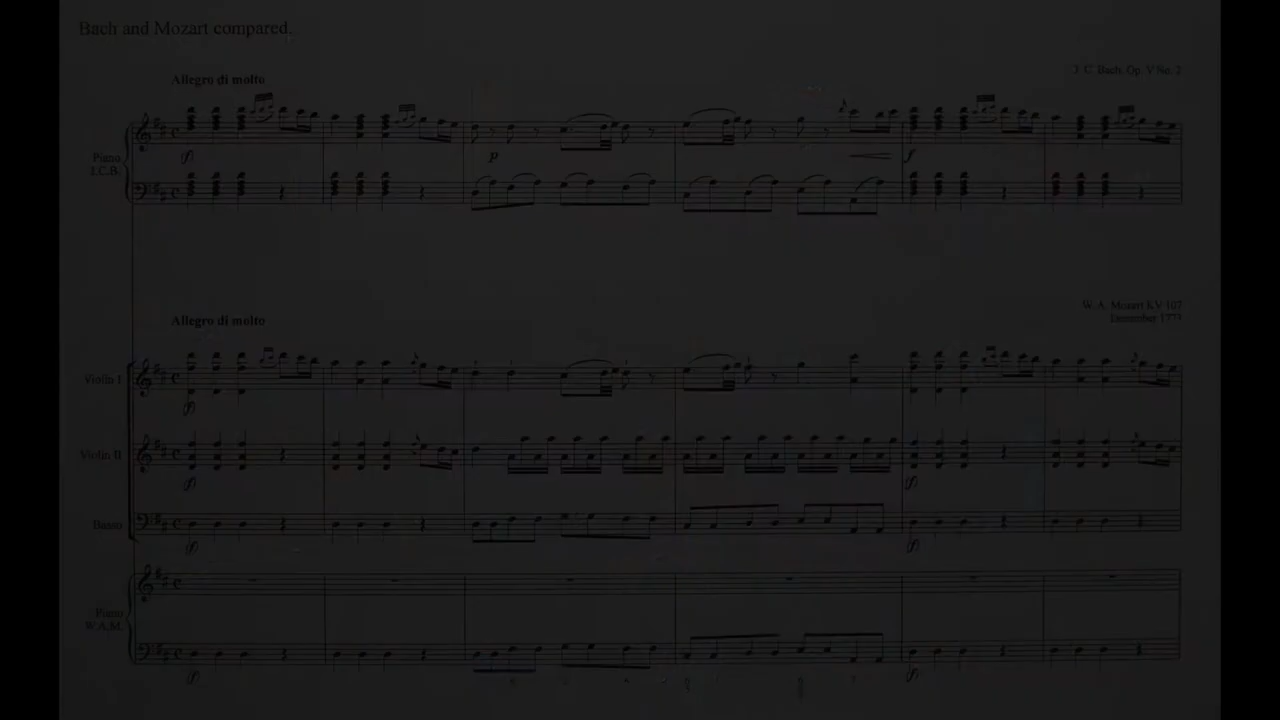 Bach and Mozart compared.
Allegro di molto
J. C. Bach, Op. V No. 2
Piano
J.C.B.
f
p
f
W. A. Mozart KV 107
Allegro di molto
Violin I
f
Violin II
f
f
Basso
f
f
Piano
W.A.M.
f
f